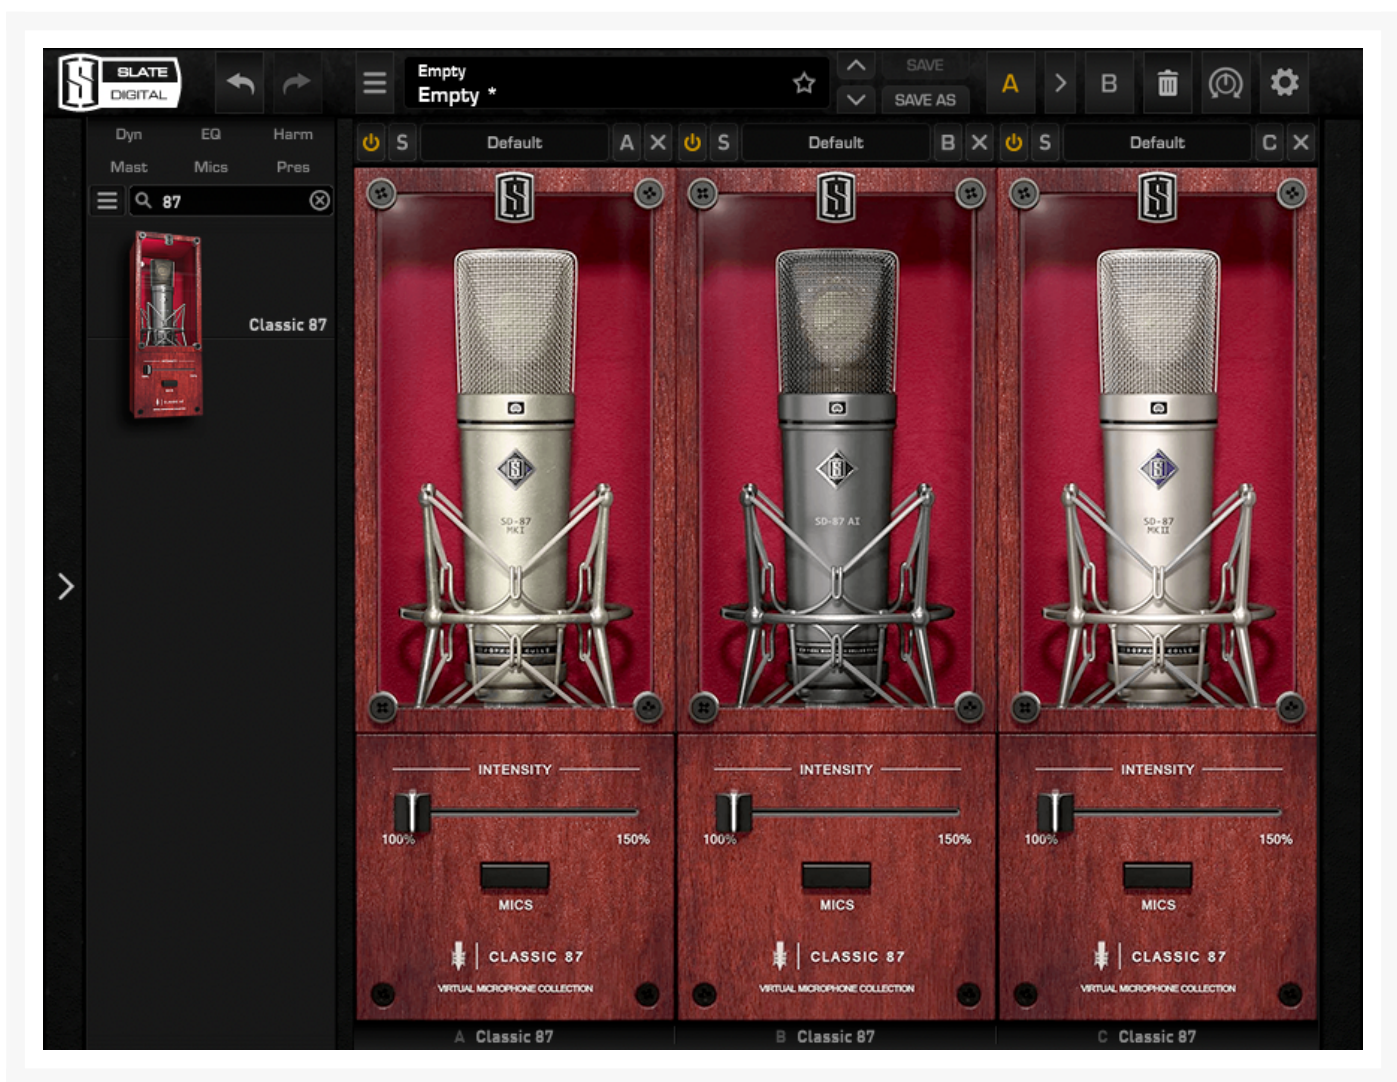 SLATE
DIGITAL
Empty
Empty *
SAVE
SAVE AS
A
B
Dyn EQ Harm
Mast Mics Pres
87
Classic 87
S Default A
S Default B
S Default C
SD-87
MKI
SD-87 AI
SD-87
MKII
INTENSITY
100% 150%
MICS
CLASSIC 87
VIRTUAL MICROPHONE COLLECTION
INTENSITY
100% 150%
MICS
CLASSIC 87
VIRTUAL MICROPHONE COLLECTION
INTENSITY
100% 150%
MICS
CLASSIC 87
VIRTUAL MICROPHONE COLLECTION
A Classic 87
B Classic 87
C Classic 87